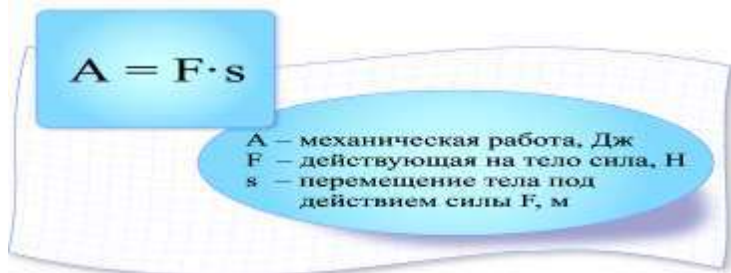 A = F·s
A – механическая работа, Дж
F – действующая на тело сила, Н
s – перемещение тела под
действием силы F, м